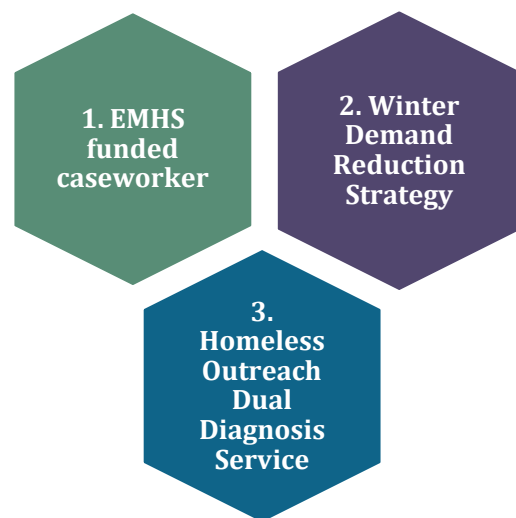 1. EMHS
funded
caseworker
2. Winter
Demand
Reduction
Strategy
3.
Homeless
Outreach
Dual
Diagnosis
Service